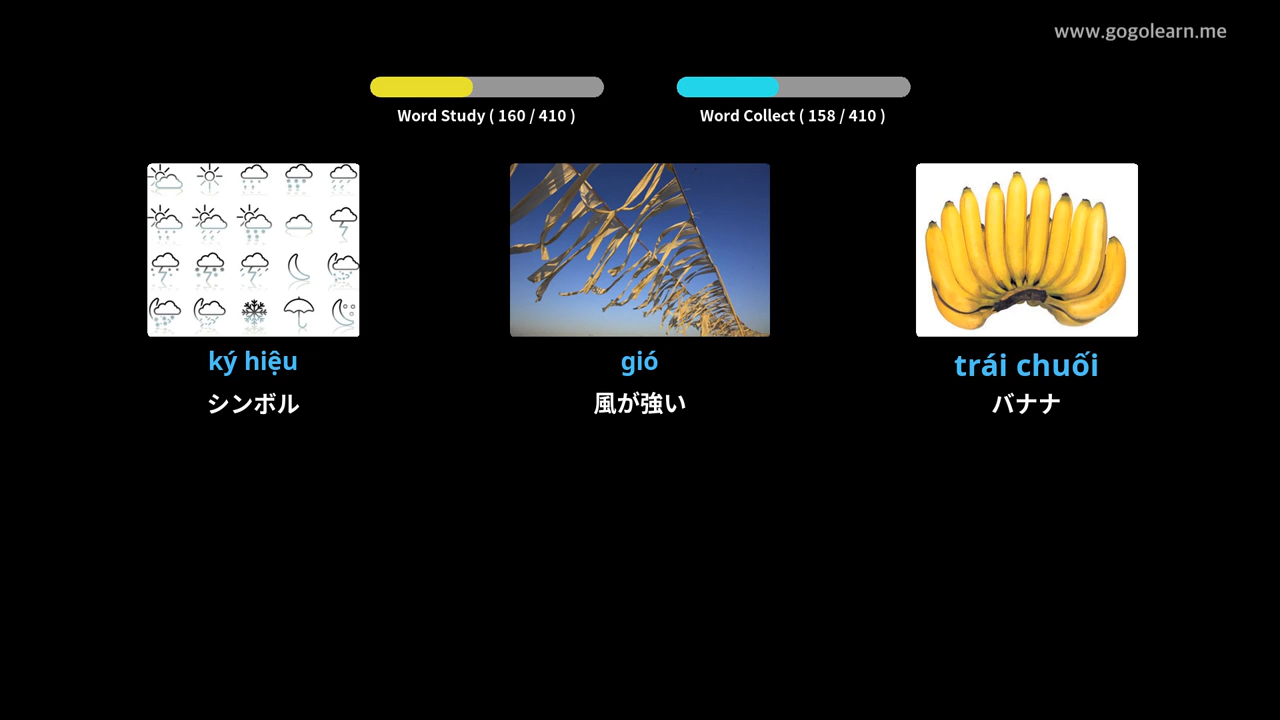 www.gogolearn.me
Word Study ( 160 / 410 )
Word Collect ( 158 / 410 )
ký hiệu
シンボル
gió
風が強い
trái chuối
バナナ